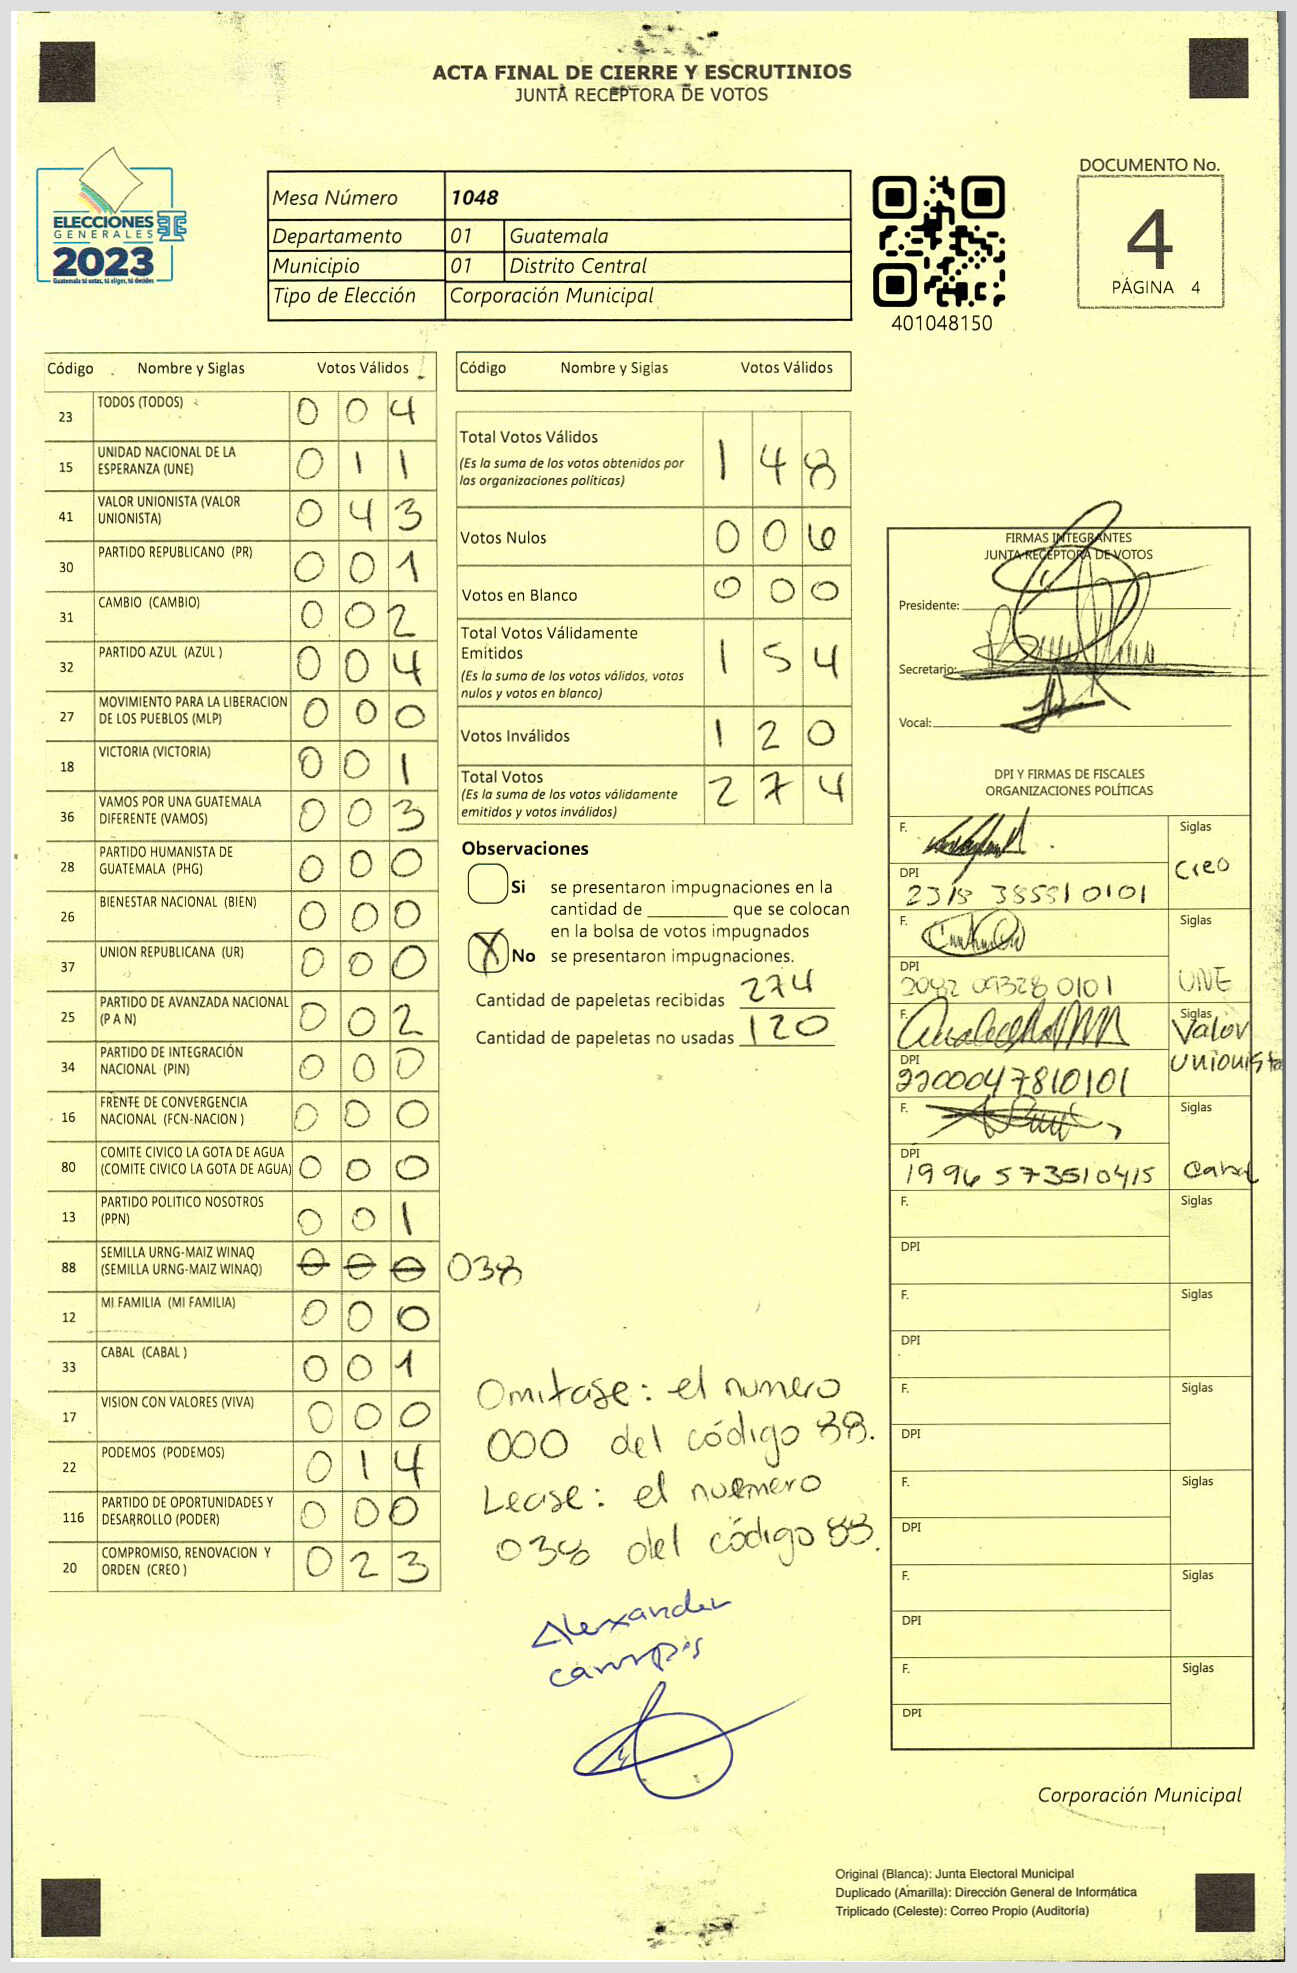 ACTA FINAL DE CIERRE Y ESCRUTINIOS
JUNTA RECEPTORA DE VOTOS
ELECCIONES
GENERALES
2023
Guatemala tú votas, tú eliges, tú decides
Mesa Número 1048
Departamento 01 Guatemala
Municipio 01 Distrito Central
Tipo de Elección Corporación Municipal
401048150
DOCUMENTO No.
4
PÁGINA 4
Código Nombre y Siglas Votos Válidos
23 TODOS (TODOS) 0 0 4
15 UNIDAD NACIONAL DE LA
ESPERANZA (UNE) 0 1 1
41 VALOR UNIONISTA (VALOR
UNIONISTA) 0 4 3
30 PARTIDO REPUBLICANO (PR) 0 0 1
31 CAMBIO (CAMBIO) 0 0 2
32 PARTIDO AZUL (AZUL ) 0 0 4
27 MOVIMIENTO PARA LA LIBERACION
DE LOS PUEBLOS (MLP) 0 0 0
18 VICTORIA (VICTORIA) 0 0 1
36 VAMOS POR UNA GUATEMALA
DIFERENTE (VAMOS) 0 0 3
28 PARTIDO HUMANISTA DE
GUATEMALA (PHG) 0 0 0
26 BIENESTAR NACIONAL (BIEN) 0 0 0
37 UNION REPUBLICANA (UR) 0 0 0
25 PARTIDO DE AVANZADA NACIONAL
(P A N) 0 0 2
34 PARTIDO DE INTEGRACIÓN
NACIONAL (PIN) 0 0 0
16 FRENTE DE CONVERGENCIA
NACIONAL (FCN-NACION ) 0 0 0
80 COMITE CIVICO LA GOTA DE AGUA
(COMITE CIVICO LA GOTA DE AGUA) 0 0 0
13 PARTIDO POLITICO NOSOTROS
(PPN) 0 0 1
88 SEMILLA URNG-MAIZ WINAQ
(SEMILLA URNG-MAIZ WINAQ) 0 0 0 038
12 MI FAMILIA (MI FAMILIA) 0 0 0
33 CABAL (CABAL ) 0 0 1
17 VISION CON VALORES (VIVA) 0 0 0
22 PODEMOS (PODEMOS) 0 1 4
116 PARTIDO DE OPORTUNIDADES Y
DESARROLLO (PODER) 0 0 0
20 COMPROMISO, RENOVACION Y
ORDEN (CREO ) 0 2 3
Código Nombre y Siglas Votos Válidos
Total Votos Válidos 1 4 8
(Es la suma de los votos obtenidos por
las organizaciones políticas)
Votos Nulos 0 0 6
Votos en Blanco 0 0 0
Total Votos Válidamente
Emitidos 1 5 4
(Es la suma de los votos válidos, votos
nulos y votos en blanco)
Votos Inválidos 1 2 0
Total Votos 2 7 4
(Es la suma de los votos válidamente
emitidos y votos inválidos)
Observaciones
Si se presentaron impugnaciones en la
cantidad de ________ que se colocan
en la bolsa de votos impugnados
X No se presentaron impugnaciones.
Cantidad de papeletas recibidas 274
Cantidad de papeletas no usadas 120
Omitase: el numero
000 del código 88.
Lease: el nuemero
038 del código 88.
Alexander
campos
FIRMAS INTEGRANTES
JUNTA RECEPTORA DE VOTOS
Presidente:
Secretario:
Vocal:
DPI Y FIRMAS DE FISCALES
ORGANIZACIONES POLÍTICAS
F. Siglas
Creo
DPI
2318 38581 0101
F. Siglas
UNE
DPI
2082 09328 0101
F. Siglas
Valor
Unionista
DPI
2200047810101
F. Siglas
DPI
1996 573510415 Cabal
F. Siglas
DPI
F. Siglas
DPI
F. Siglas
DPI
F. Siglas
DPI
F. Siglas
DPI
F. Siglas
DPI
Corporación Municipal
Original (Blanca): Junta Electoral Municipal
Duplicado (Amarilla): Dirección General de Informática
Triplicado (Celeste): Correo Propio (Auditoría)